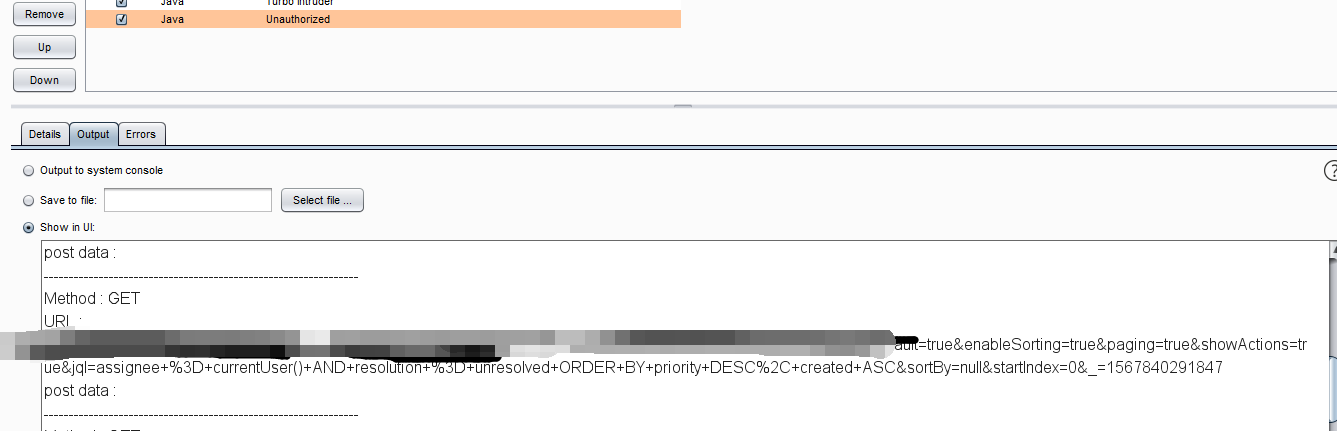 Java Turbo Intruder
Remove
Java Unauthorized
Up
Down
Details Output Errors
Output to system console
?
Save to file: Select file ...
Show in UI:
post data :
---------------------------------------------------------------
Method : GET
URL :
ault=true&enableSorting=true&paging=true&showActions=tr
ue&jql=assignee+%3D+currentUser()+AND+resolution+%3D+unresolved+ORDER+BY+priority+DESC%2C+created+ASC&sortBy=null&startIndex=0&_=1567840291847
post data :
---------------------------------------------------------------